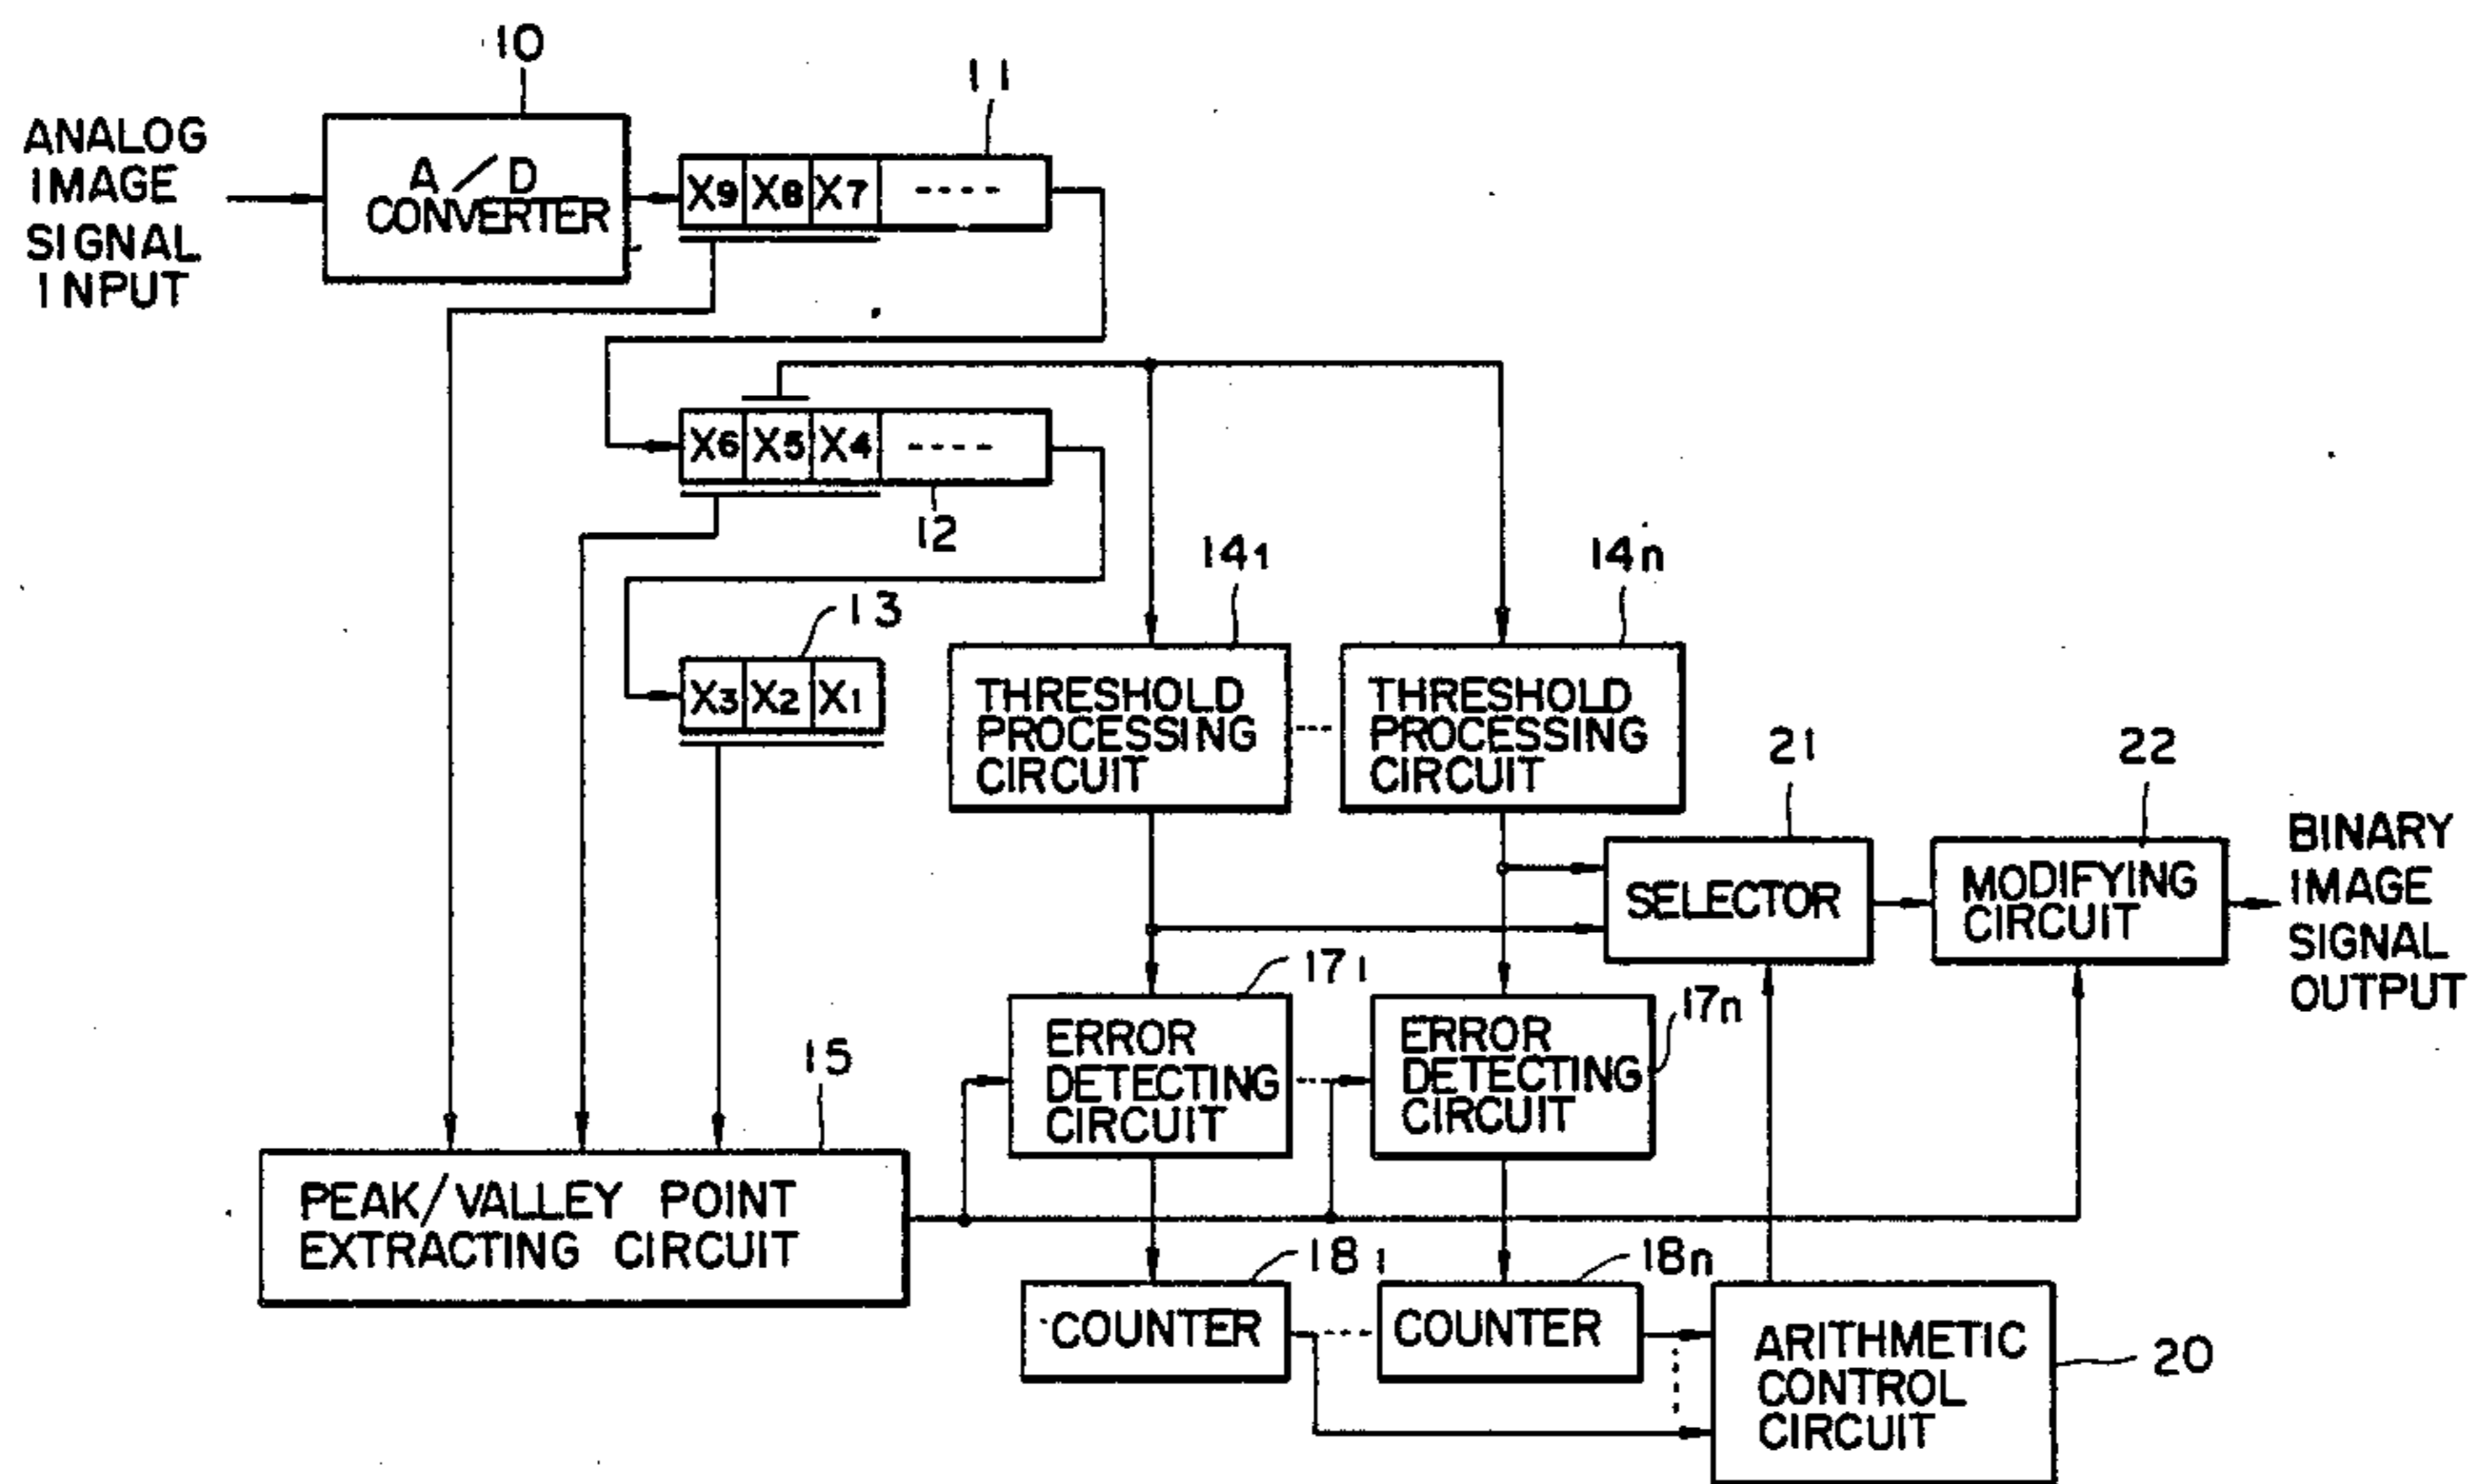 10
11
ANALOG
IMAGE
SIGNAL
INPUT
A/D
CONVERTER
X9 X8 X7 ----
X6 X5 X4 ----
12
14₁
14n
13
X3 X2 X1
THRESHOLD
PROCESSING
CIRCUIT
THRESHOLD
PROCESSING
CIRCUIT
21
22
SELECTOR
MODIFYING
CIRCUIT
BINARY
IMAGE
SIGNAL
OUTPUT
17₁
17n
ERROR
DETECTING
CIRCUIT
ERROR
DETECTING
CIRCUIT
15
PEAK/VALLEY POINT
EXTRACTING CIRCUIT
18₁
18n
COUNTER
COUNTER
ARITHMETIC
CONTROL
CIRCUIT
20